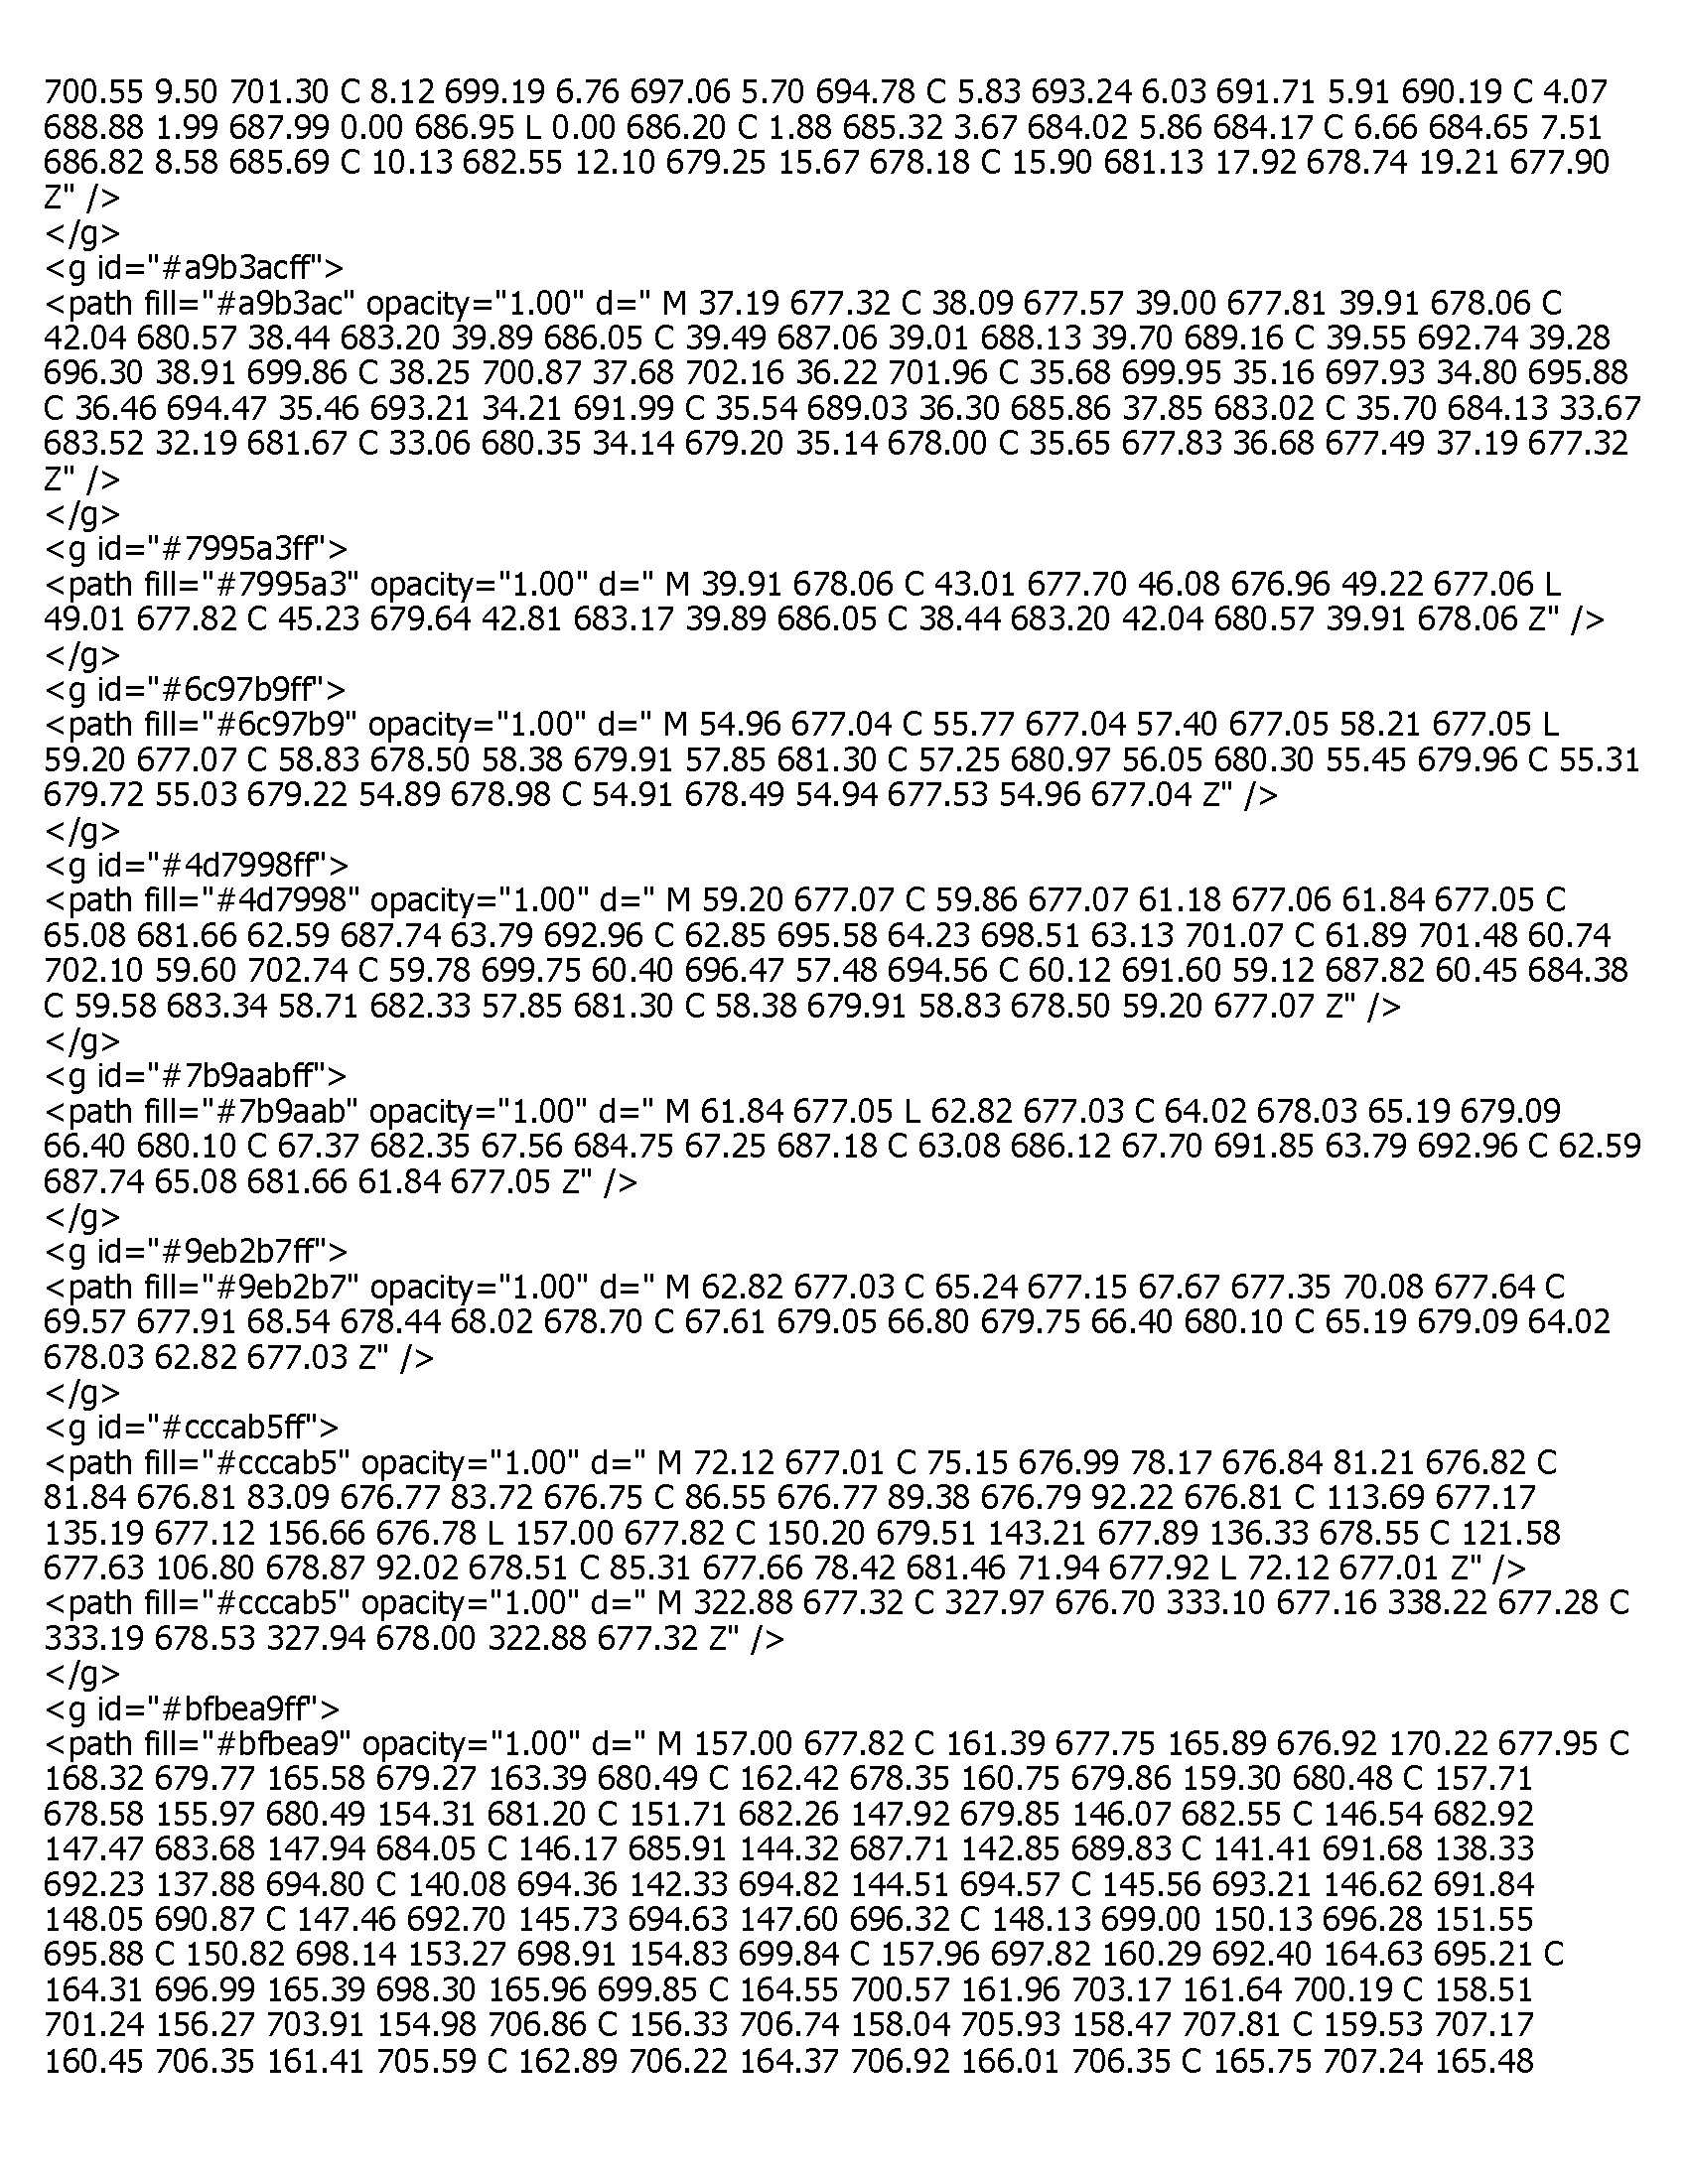 700.55 9.50 701.30 C 8.12 699.19 6.76 697.06 5.70 694.78 C 5.83 693.24 6.03 691.71 5.91 690.19 C 4.07
688.88 1.99 687.99 0.00 686.95 L 0.00 686.20 C 1.88 685.32 3.67 684.02 5.86 684.17 C 6.66 684.65 7.51
686.82 8.58 685.69 C 10.13 682.55 12.10 679.25 15.67 678.18 C 15.90 681.13 17.92 678.74 19.21 677.90
Z" />
</g>
<g id="#a9b3acff">
<path fill="#a9b3ac" opacity="1.00" d=" M 37.19 677.32 C 38.09 677.57 39.00 677.81 39.91 678.06 C
42.04 680.57 38.44 683.20 39.89 686.05 C 39.49 687.06 39.01 688.13 39.70 689.16 C 39.55 692.74 39.28
696.30 38.91 699.86 C 38.25 700.87 37.68 702.16 36.22 701.96 C 35.68 699.95 35.16 697.93 34.80 695.88
C 36.46 694.47 35.46 693.21 34.21 691.99 C 35.54 689.03 36.30 685.86 37.85 683.02 C 35.70 684.13 33.67
683.52 32.19 681.67 C 33.06 680.35 34.14 679.20 35.14 678.00 C 35.65 677.83 36.68 677.49 37.19 677.32
Z" />
</g>
<g id="#7995a3ff">
<path fill="#7995a3" opacity="1.00" d=" M 39.91 678.06 C 43.01 677.70 46.08 676.96 49.22 677.06 L
49.01 677.82 C 45.23 679.64 42.81 683.17 39.89 686.05 C 38.44 683.20 42.04 680.57 39.91 678.06 Z" />
</g>
<g id="#6c97b9ff">
<path fill="#6c97b9" opacity="1.00" d=" M 54.96 677.04 C 55.77 677.04 57.40 677.05 58.21 677.05 L
59.20 677.07 C 58.83 678.50 58.38 679.91 57.85 681.30 C 57.25 680.97 56.05 680.30 55.45 679.96 C 55.31
679.72 55.03 679.22 54.89 678.98 C 54.91 678.49 54.94 677.53 54.96 677.04 Z" />
</g>
<g id="#4d7998ff">
<path fill="#4d7998" opacity="1.00" d=" M 59.20 677.07 C 59.86 677.07 61.18 677.06 61.84 677.05 C
65.08 681.66 62.59 687.74 63.79 692.96 C 62.85 695.58 64.23 698.51 63.13 701.07 C 61.89 701.48 60.74
702.10 59.60 702.74 C 59.78 699.75 60.40 696.47 57.48 694.56 C 60.12 691.60 59.12 687.82 60.45 684.38
C 59.58 683.34 58.71 682.33 57.85 681.30 C 58.38 679.91 58.83 678.50 59.20 677.07 Z" />
</g>
<g id="#7b9aabff">
<path fill="#7b9aab" opacity="1.00" d=" M 61.84 677.05 L 62.82 677.03 C 64.02 678.03 65.19 679.09
66.40 680.10 C 67.37 682.35 67.56 684.75 67.25 687.18 C 63.08 686.12 67.70 691.85 63.79 692.96 C 62.59
687.74 65.08 681.66 61.84 677.05 Z" />
</g>
<g id="#9eb2b7ff">
<path fill="#9eb2b7" opacity="1.00" d=" M 62.82 677.03 C 65.24 677.15 67.67 677.35 70.08 677.64 C
69.57 677.91 68.54 678.44 68.02 678.70 C 67.61 679.05 66.80 679.75 66.40 680.10 C 65.19 679.09 64.02
678.03 62.82 677.03 Z" />
</g>
<g id="#cccab5ff">
<path fill="#cccab5" opacity="1.00" d=" M 72.12 677.01 C 75.15 676.99 78.17 676.84 81.21 676.82 C
81.84 676.81 83.09 676.77 83.72 676.75 C 86.55 676.77 89.38 676.79 92.22 676.81 C 113.69 677.17
135.19 677.12 156.66 676.78 L 157.00 677.82 C 150.20 679.51 143.21 677.89 136.33 678.55 C 121.58
677.63 106.80 678.87 92.02 678.51 C 85.31 677.66 78.42 681.46 71.94 677.92 L 72.12 677.01 Z" />
<path fill="#cccab5" opacity="1.00" d=" M 322.88 677.32 C 327.97 676.70 333.10 677.16 338.22 677.28 C
333.19 678.53 327.94 678.00 322.88 677.32 Z" />
</g>
<g id="#bfbea9ff">
<path fill="#bfbea9" opacity="1.00" d=" M 157.00 677.82 C 161.39 677.75 165.89 676.92 170.22 677.95 C
168.32 679.77 165.58 679.27 163.39 680.49 C 162.42 678.35 160.75 679.86 159.30 680.48 C 157.71
678.58 155.97 680.49 154.31 681.20 C 151.71 682.26 147.92 679.85 146.07 682.55 C 146.54 682.92
147.47 683.68 147.94 684.05 C 146.17 685.91 144.32 687.71 142.85 689.83 C 141.41 691.68 138.33
692.23 137.88 694.80 C 140.08 694.36 142.33 694.82 144.51 694.57 C 145.56 693.21 146.62 691.84
148.05 690.87 C 147.46 692.70 145.73 694.63 147.60 696.32 C 148.13 699.00 150.13 696.28 151.55
695.88 C 150.82 698.14 153.27 698.91 154.83 699.84 C 157.96 697.82 160.29 692.40 164.63 695.21 C
164.31 696.99 165.39 698.30 165.96 699.85 C 164.55 700.57 161.96 703.17 161.64 700.19 C 158.51
701.24 156.27 703.91 154.98 706.86 C 156.33 706.74 158.04 705.93 158.47 707.81 C 159.53 707.17
160.45 706.35 161.41 705.59 C 162.89 706.22 164.37 706.92 166.01 706.35 C 165.75 707.24 165.48